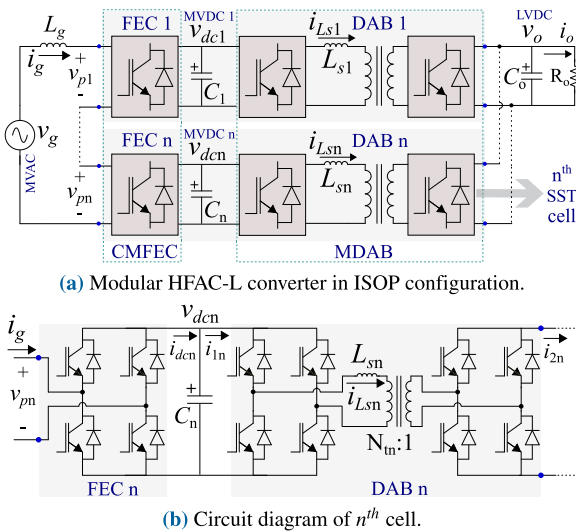 FEC 1
MVDC 1
DAB 1
LVDC
L_g
i_g
+
v_p1
-
v_dc1
+
C_1
i_Ls1
L_s1
v_o
i_o
+
C_o
R_o
v_g
MVAC
FEC n
MVDC n
DAB n
+
v_pn
-
v_dcn
+
C_n
i_Lsn
L_sn
n^th
SST
cell
CMFEC
MDAB
(a) Modular HFAC-L converter in ISOP configuration.
i_g
+
v_pn
-
v_dcn
i_dcn
i_1n
+
C_n
L_sn
i_Lsn
N_tn:1
i_2n
FEC n
DAB n
(b) Circuit diagram of n^th cell.